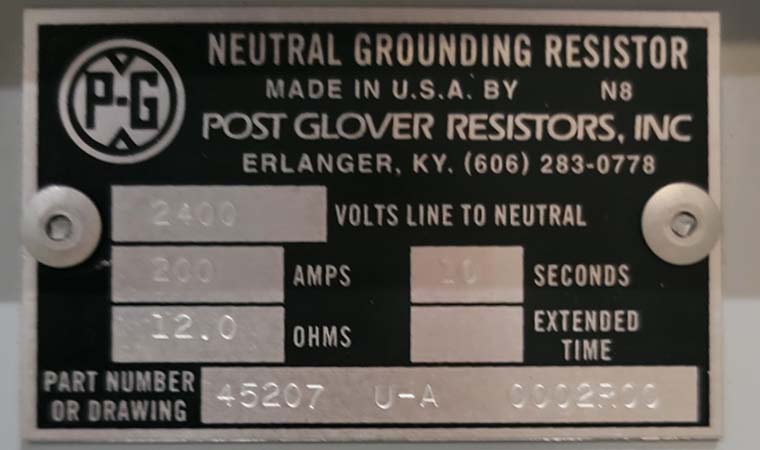 P-G
NEUTRAL GROUNDING RESISTOR
MADE IN U.S.A. BY N8
POST GLOVER RESISTORS, INC
ERLANGER, KY. (606) 283-0778
2400 VOLTS LINE TO NEUTRAL
200 AMPS 10 SECONDS
12.0 OHMS EXTENDED TIME
PART NUMBER OR DRAWING 45207 U-A 0002R00